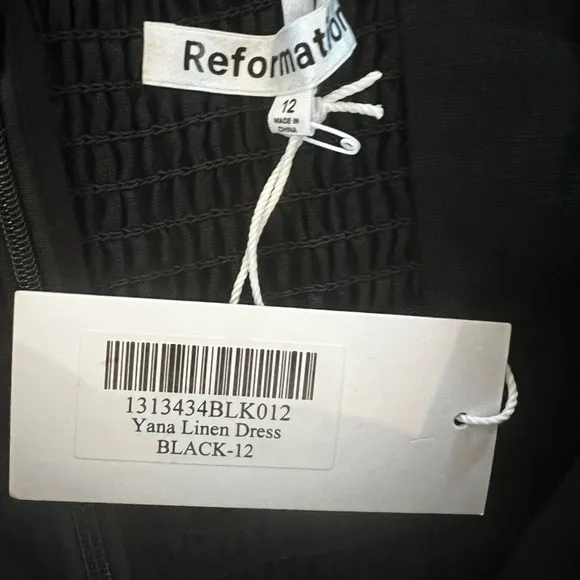 Reformation
12
MADE IN
CHINA
1313434BLK012
Yana Linen Dress
BLACK-12